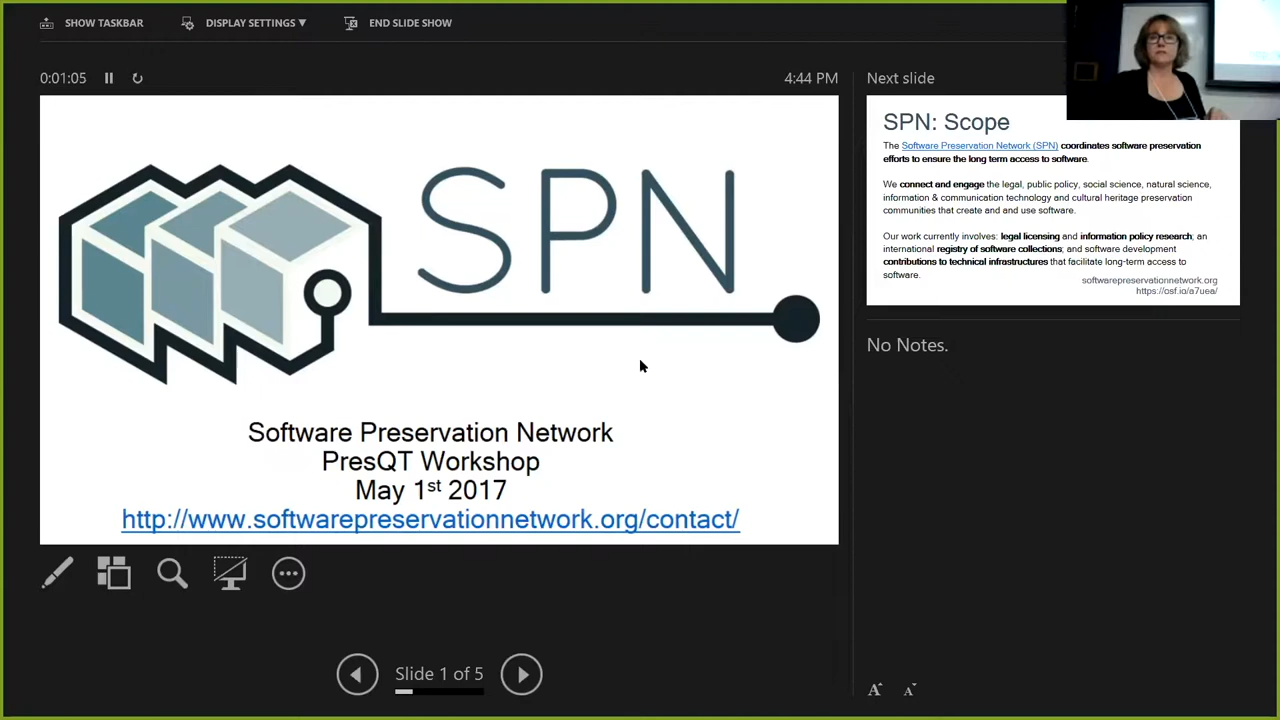 SHOW TASKBAR
DISPLAY SETTINGS ▼
END SLIDE SHOW
0:01:05
4:44 PM
SPN
Software Preservation Network
PresQT Workshop
May 1st 2017
http://www.softwarepreservationnetwork.org/contact/
Slide 1 of 5
Next slide
SPN: Scope
The Software Preservation Network (SPN) coordinates software preservation
efforts to ensure the long term access to software.
We connect and engage the legal, public policy, social science, natural science,
information & communication technology and cultural heritage preservation
communities that create and and use software.
Our work currently involves: legal licensing and information policy research; an
international registry of software collections; and software development
contributions to technical infrastructures that facilitate long-term access to
software.
softwarepreservationnetwork.org
https://osf.io/a7uea/
No Notes.
A A